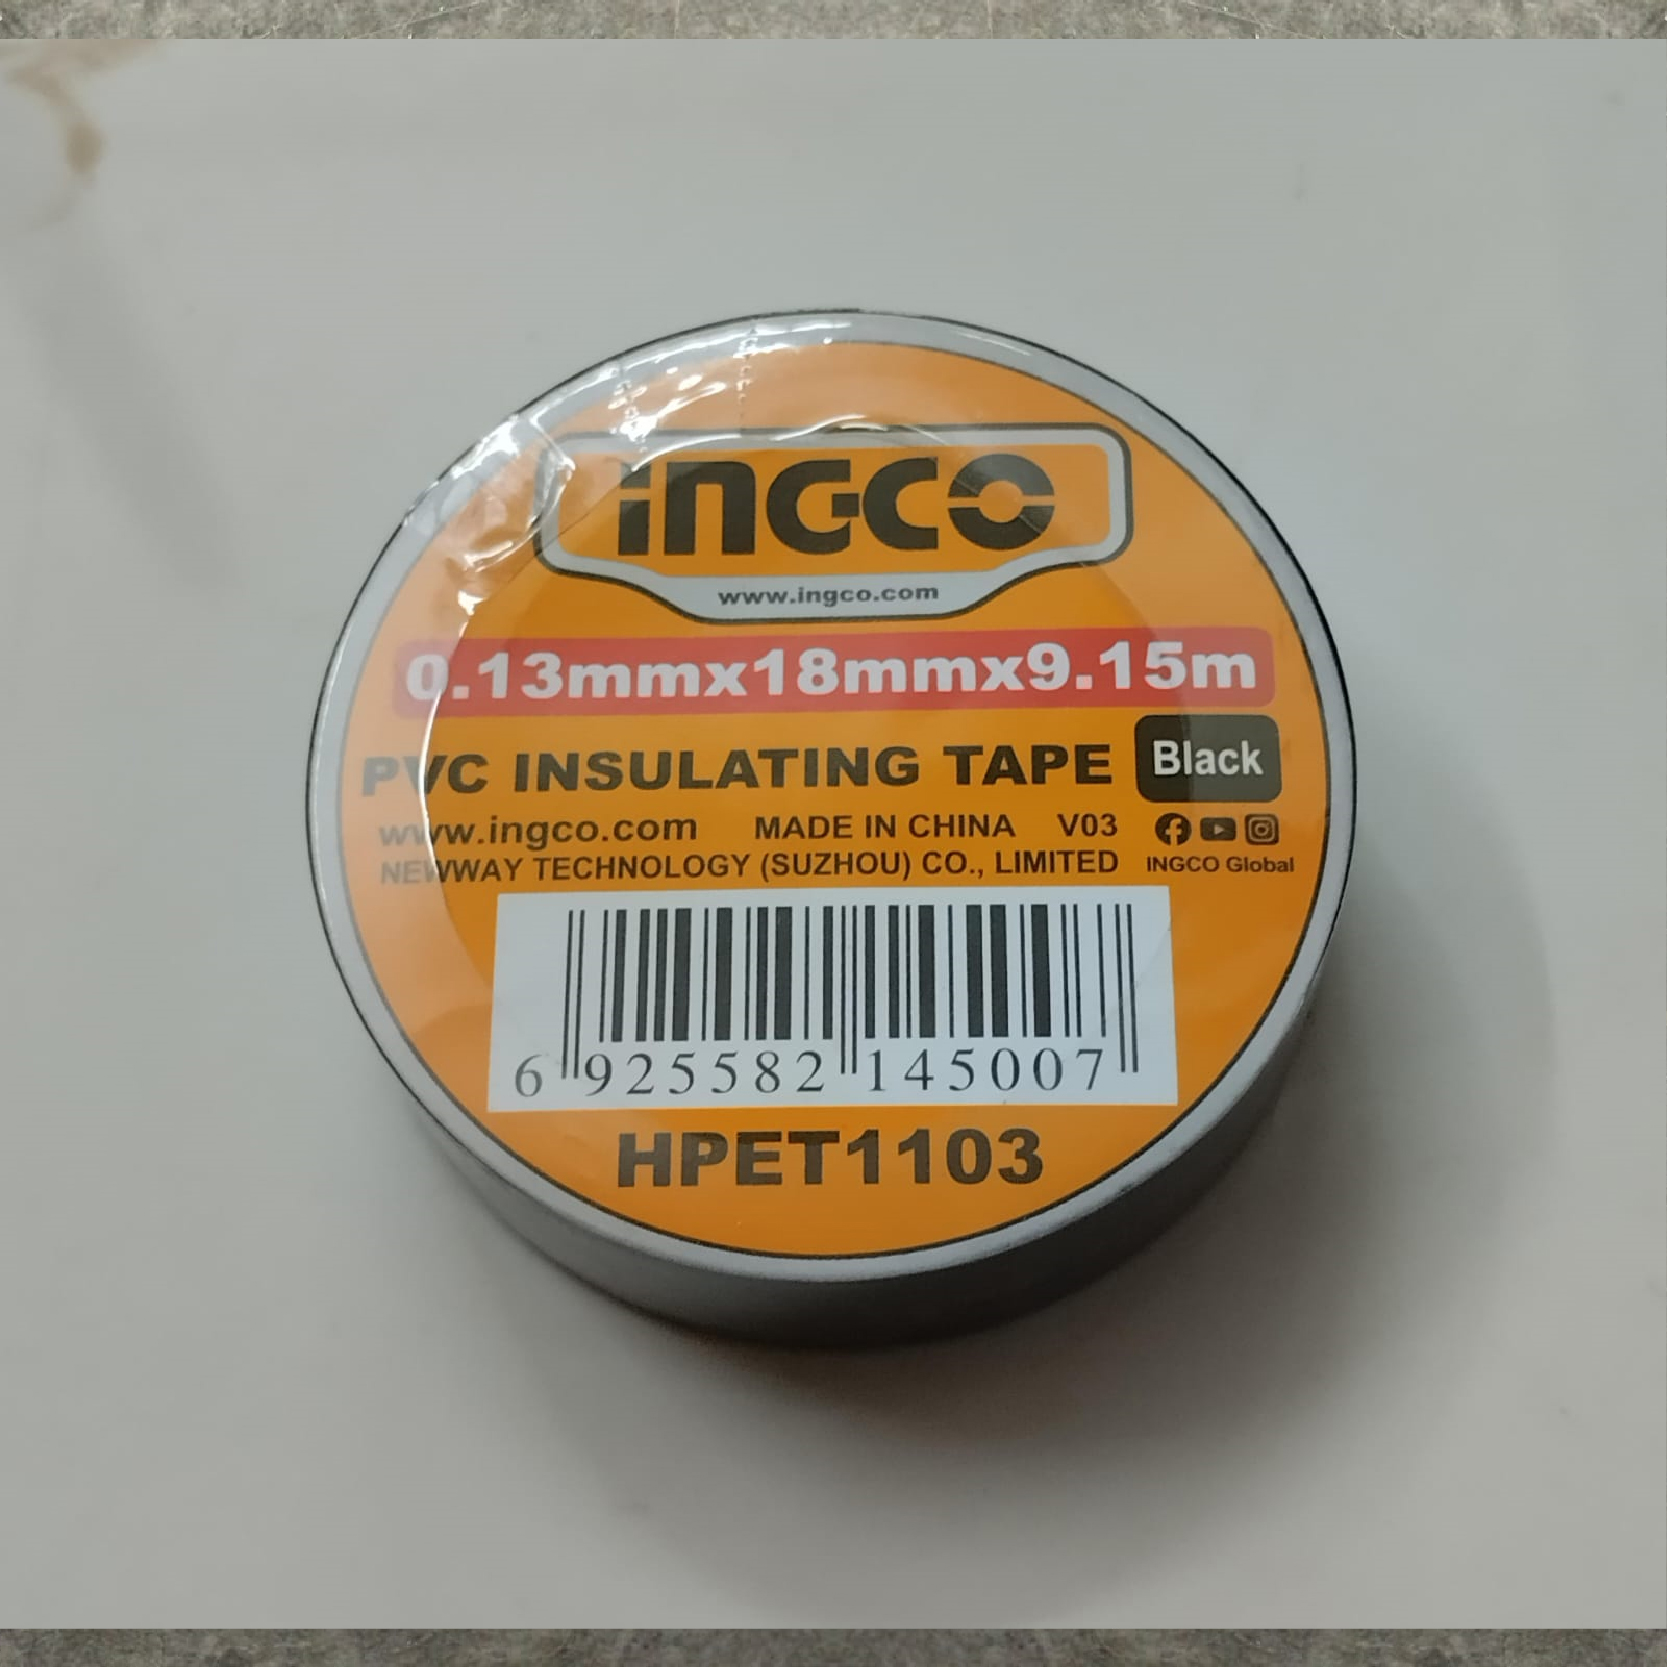 INGCO
www.ingco.com
0.13mmx18mmx9.15m
PVC INSULATING TAPE Black
www.ingco.com MADE IN CHINA V03
NEWWAY TECHNOLOGY (SUZHOU) CO., LIMITED INGCO Global
6 925582 145007
HPET1103